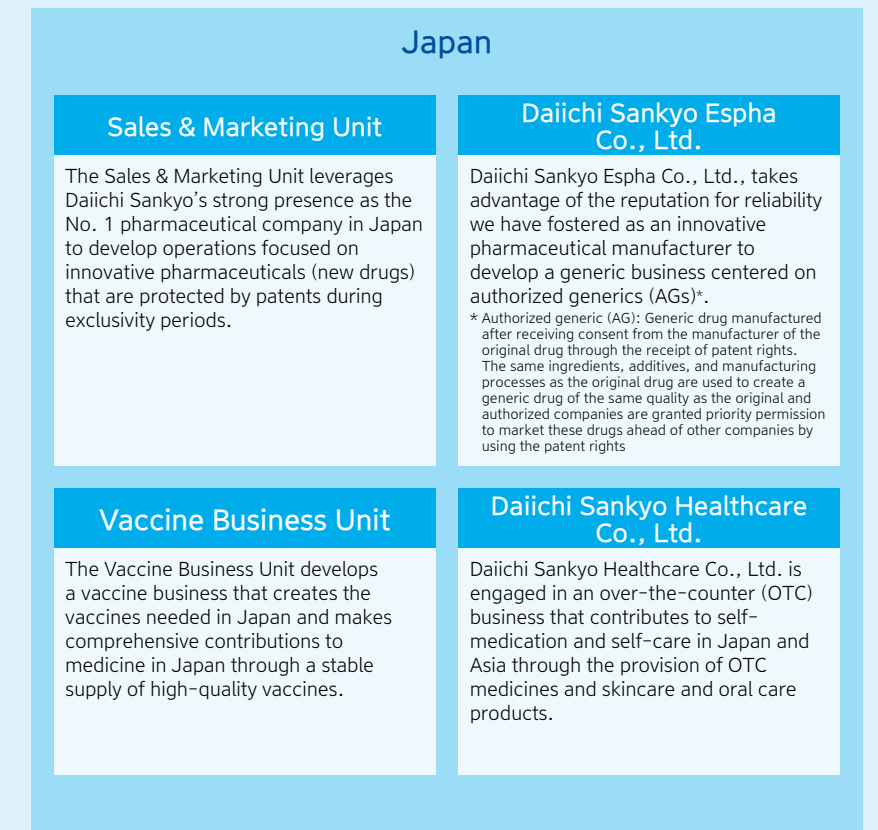 Japan
Sales & Marketing Unit
The Sales & Marketing Unit leverages
Daiichi Sankyo's strong presence as the
No. 1 pharmaceutical company in Japan
to develop operations focused on
innovative pharmaceuticals (new drugs)
that are protected by patents during
exclusivity periods.
Daiichi Sankyo Espha
Co., Ltd.
Daiichi Sankyo Espha Co., Ltd., takes
advantage of the reputation for reliability
we have fostered as an innovative
pharmaceutical manufacturer to
develop a generic business centered on
authorized generics (AGs)*.
* Authorized generic (AG): Generic drug manufactured
after receiving consent from the manufacturer of the
original drug through the receipt of patent rights.
The same ingredients, additives, and manufacturing
processes as the original drug are used to create a
generic drug of the same quality as the original and
authorized companies are granted priority permission
to market these drugs ahead of other companies by
using the patent rights
Vaccine Business Unit
The Vaccine Business Unit develops
a vaccine business that creates the
vaccines needed in Japan and makes
comprehensive contributions to
medicine in Japan through a stable
supply of high-quality vaccines.
Daiichi Sankyo Healthcare
Co., Ltd.
Daiichi Sankyo Healthcare Co., Ltd. is
engaged in an over-the-counter (OTC)
business that contributes to self-
medication and self-care in Japan and
Asia through the provision of OTC
medicines and skincare and oral care
products.